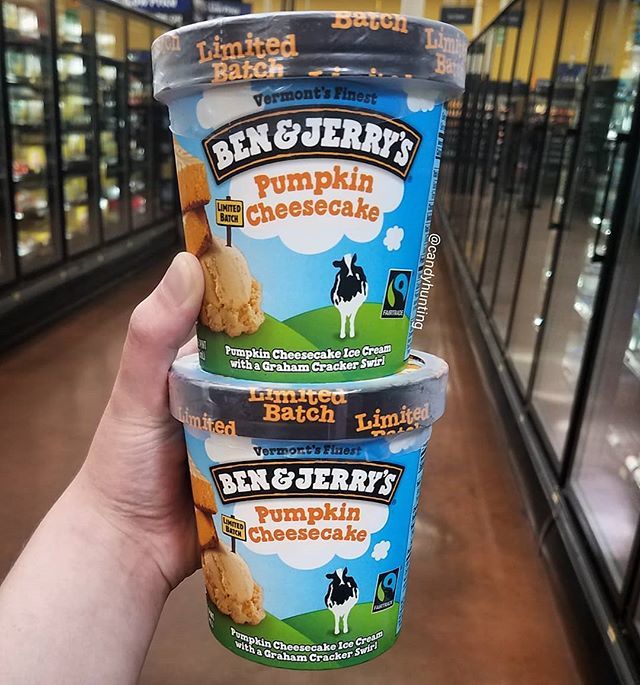 Batch
Limited
Limited
Batch
Vermont's Finest
BEN & JERRY'S
Pumpkin
Cheesecake
LIMITED
BATCH
FAIRTRADE
@candyhunting
Pumpkin Cheesecake Ice Cream
with a Graham Cracker Swirl
Limited
Batch
Limited
Limited
Vermont's Finest
BEN & JERRY'S
Pumpkin
Cheesecake
LIMITED
BATCH
FAIRTRADE
Pumpkin Cheesecake Ice Cream
with a Graham Cracker Swirl